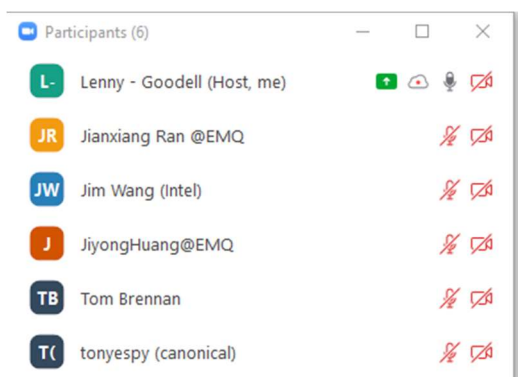 Participants (6)
L- Lenny - Goodell (Host, me)
JR Jianxiang Ran @EMQ
JW Jim Wang (Intel)
J JiyongHuang@EMQ
TB Tom Brennan
T( tonyespy (canonical)